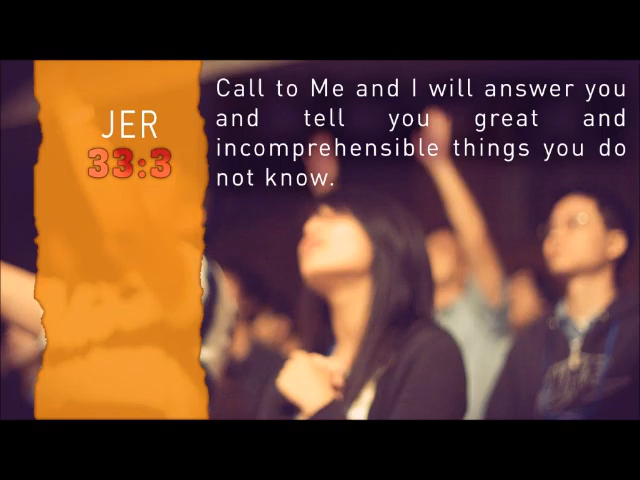 JER
33:3
Call to Me and I will answer you
and tell you great and
incomprehensible things you do
not know.